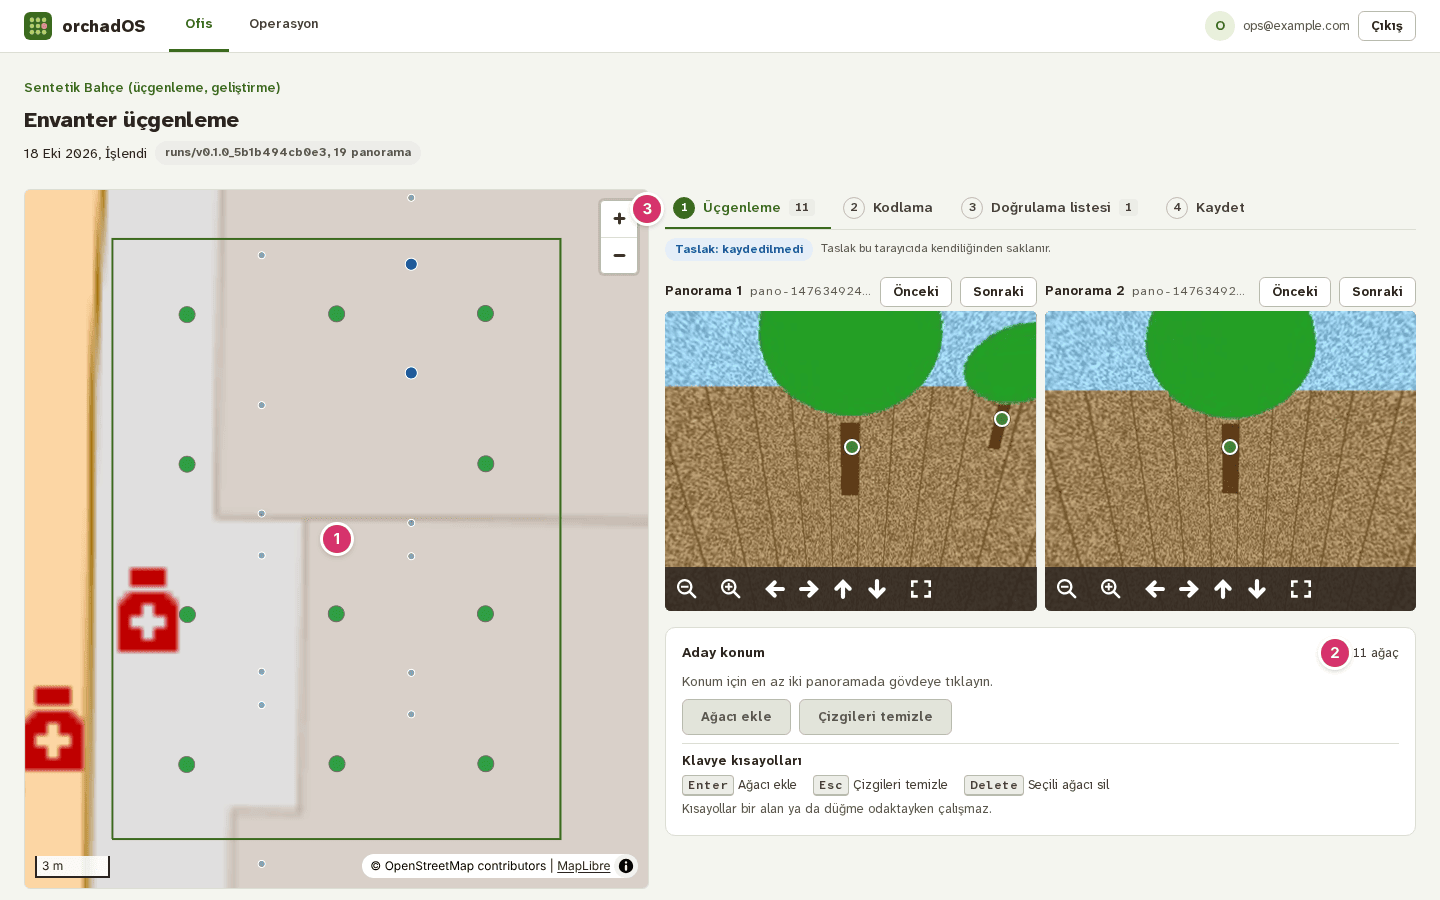 orchadOS Ofis Operasyon O ops@example.com Çıkış
Sentetik Bahçe (üçgenleme, geliştirme)
Envanter üçgenleme
18 Eki 2026, İşlendi runs/v0.1.0_5b1b494cb0e3, 19 panorama
+
−
1
3 m
© OpenStreetMap contributors | MapLibre
3 1 Üçgenleme 11 2 Kodlama 3 Doğrulama listesi 1 4 Kaydet
Taslak: kaydedilmedi Taslak bu tarayıcıda kendiliğinden saklanır.
Panorama 1 pano-147634924… Önceki Sonraki Panorama 2 pano-14763492… Önceki Sonraki
Aday konum 2 11 ağaç
Konum için en az iki panoramada gövdeye tıklayın.
Ağacı ekle Çizgileri temizle
Klavye kısayolları
Enter Ağacı ekle Esc Çizgileri temizle Delete Seçili ağacı sil
Kısayollar bir alan ya da düğme odaktayken çalışmaz.